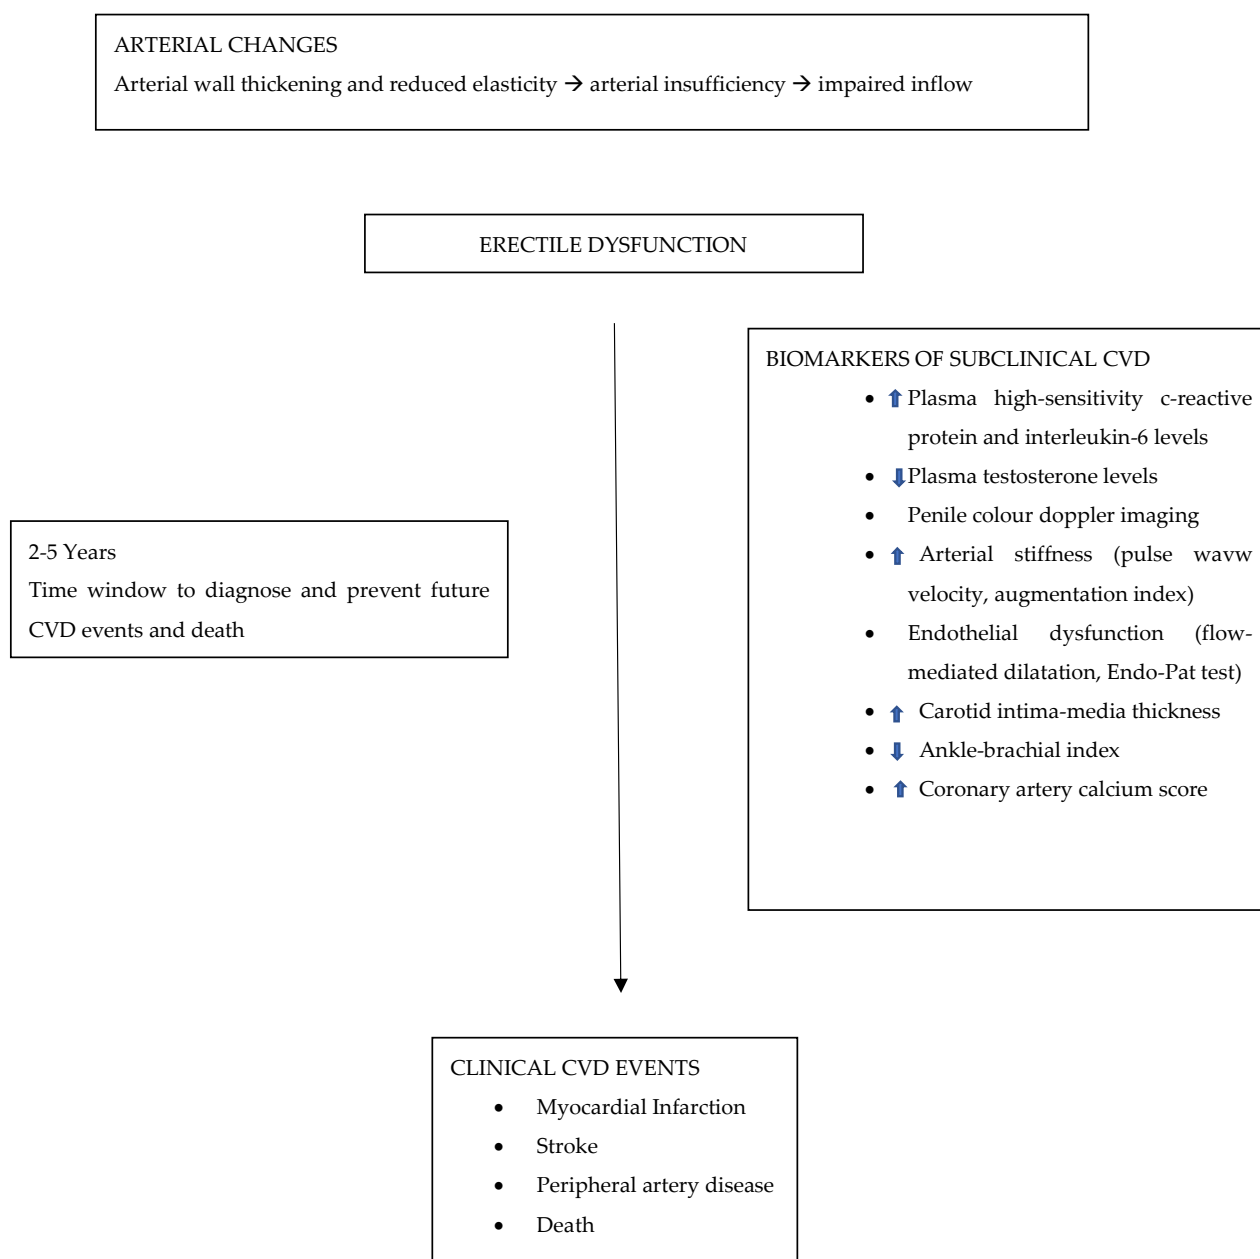 ARTERIAL CHANGES
Arterial wall thickening and reduced elasticity → arterial insufficiency → impaired inflow
ERECTILE DYSFUNCTION
BIOMARKERS OF SUBCLINICAL CVD
• ⬆ Plasma high-sensitivity c-reactive
protein and interleukin-6 levels
• ⬇ Plasma testosterone levels
• Penile colour doppler imaging
• ⬆ Arterial stiffness (pulse wavw
velocity, augmentation index)
• Endothelial dysfunction (flow-
mediated dilatation, Endo-Pat test)
• ⬆ Carotid intima-media thickness
• ⬇ Ankle-brachial index
• ⬆ Coronary artery calcium score
2-5 Years
Time window to diagnose and prevent future
CVD events and death
CLINICAL CVD EVENTS
• Myocardial Infarction
• Stroke
• Peripheral artery disease
• Death